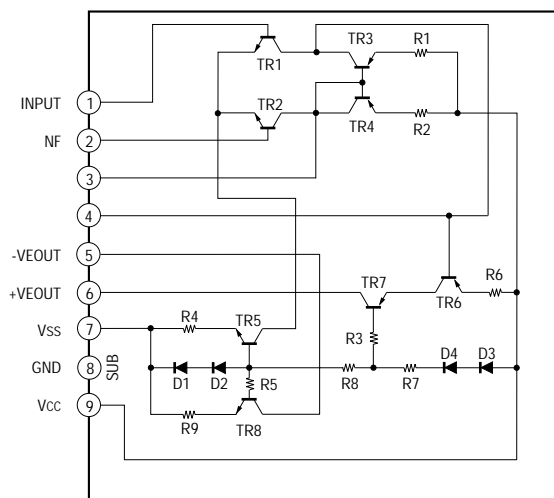 TR3
R1
TR1
INPUT 1
TR2
TR4
R2
NF 2
3
4
-VEOUT 5
TR7
R6
+VEOUT 6
TR6
VSS 7
R4
TR5
R3
D4
D3
GND 8
SUB
D1
D2
R5
R8
R7
VCC 9
R9
TR8